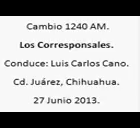 Cambio 1240 AM.
Los Corresponsales.
Conduce: Luis Carlos Cano.
Cd. Juárez, Chihuahua.
27 Junio 2013.